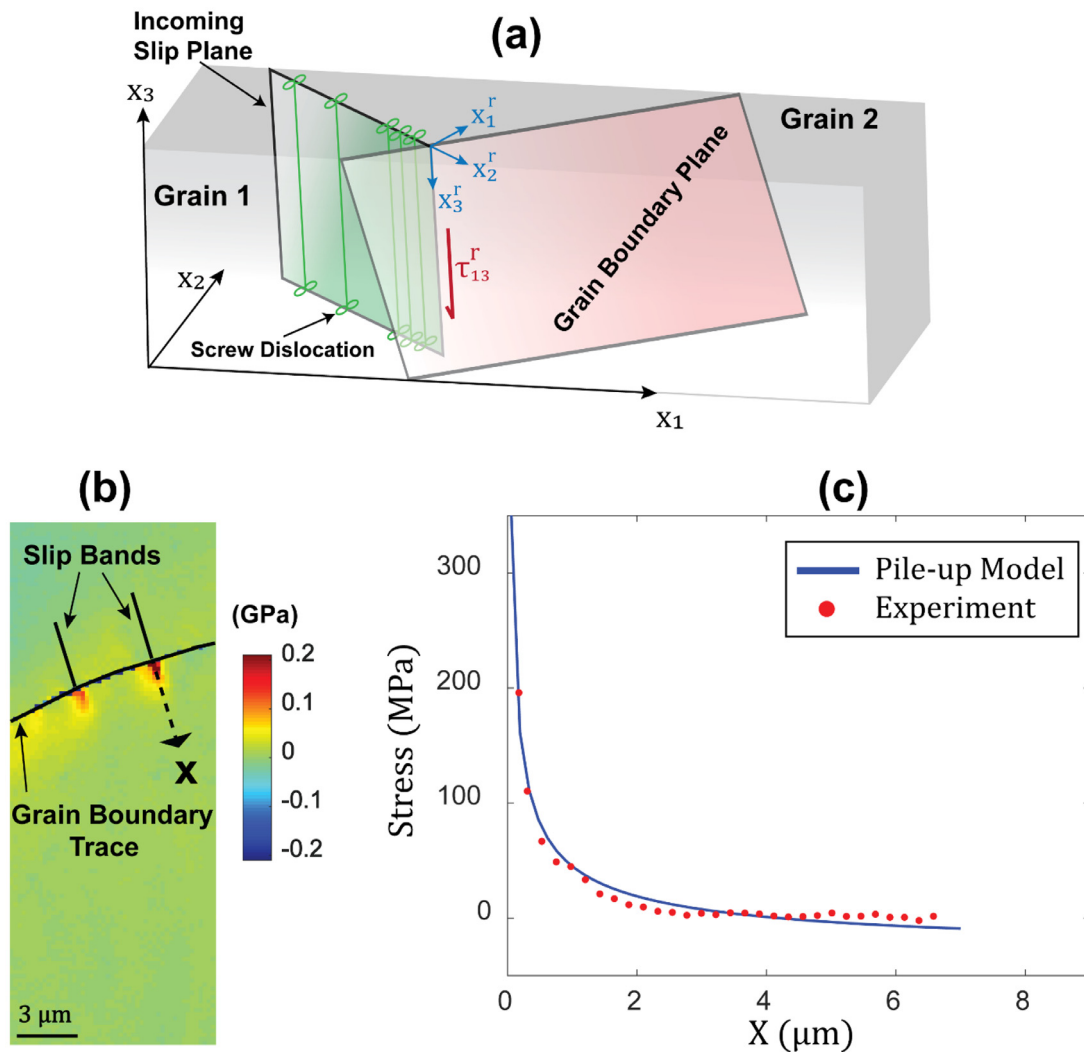 (a)
Incoming
Slip Plane
X₃
Grain 1
X₂
Screw Dislocation
X₁ʳ
X₂ʳ
X₃ʳ
τ₁₃ʳ
Grain Boundary Plane
Grain 2
X₁
(b)
Slip Bands
X
Grain Boundary
Trace
3 μm
(GPa)
0.2
0.1
0
-0.1
-0.2
(c)
Stress (MPa)
300
200
100
0
Pile-up Model
Experiment
0 2 4 6 8
X (μm)